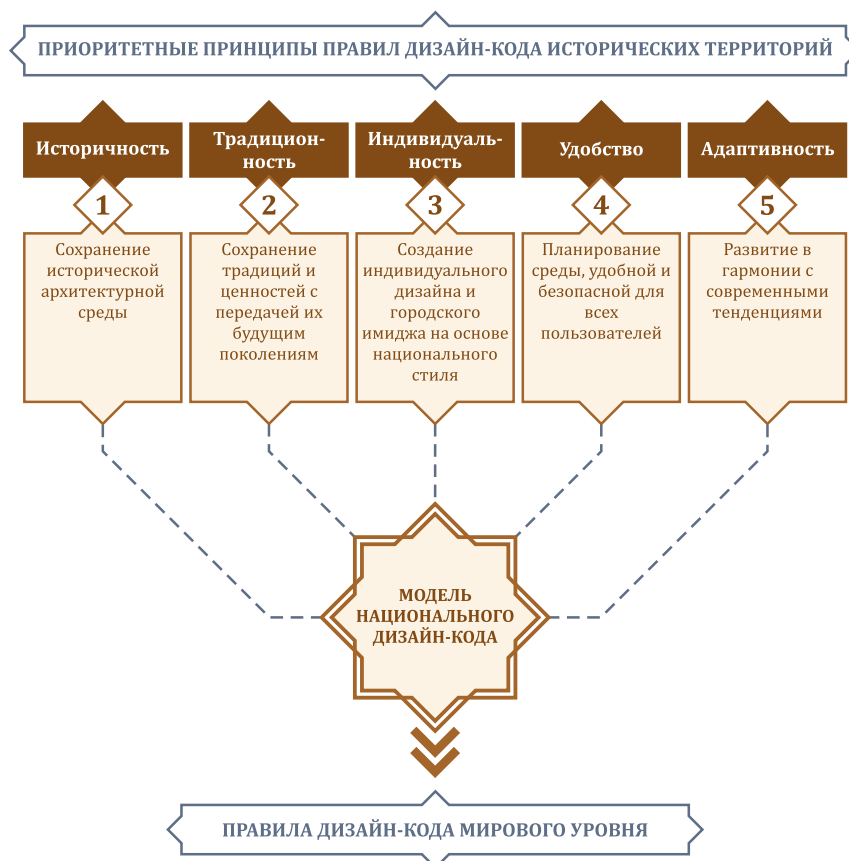 ПРИОРИТЕТНЫЕ ПРИНЦИПЫ ПРАВИЛ ДИЗАЙН-КОДА ИСТОРИЧЕСКИХ ТЕРРИТОРИЙ
Историчность
1
Сохранение
исторической
архитектурной
среды
Традицион-
ность
2
Сохранение
традиций и
ценностей с
передачей их
будущим
поколениям
Индивидуаль-
ность
3
Создание
индивидуального
дизайна и
городского
имиджа на основе
национального
стиля
Удобство
4
Планирование
среды, удобной и
безопасной для
всех
пользователей
Адаптивность
5
Развитие в
гармонии с
современными
тенденциями
МОДЕЛЬ
НАЦИОНАЛЬНОГО
ДИЗАЙН-КОДА
ПРАВИЛА ДИЗАЙН-КОДА МИРОВОГО УРОВНЯ